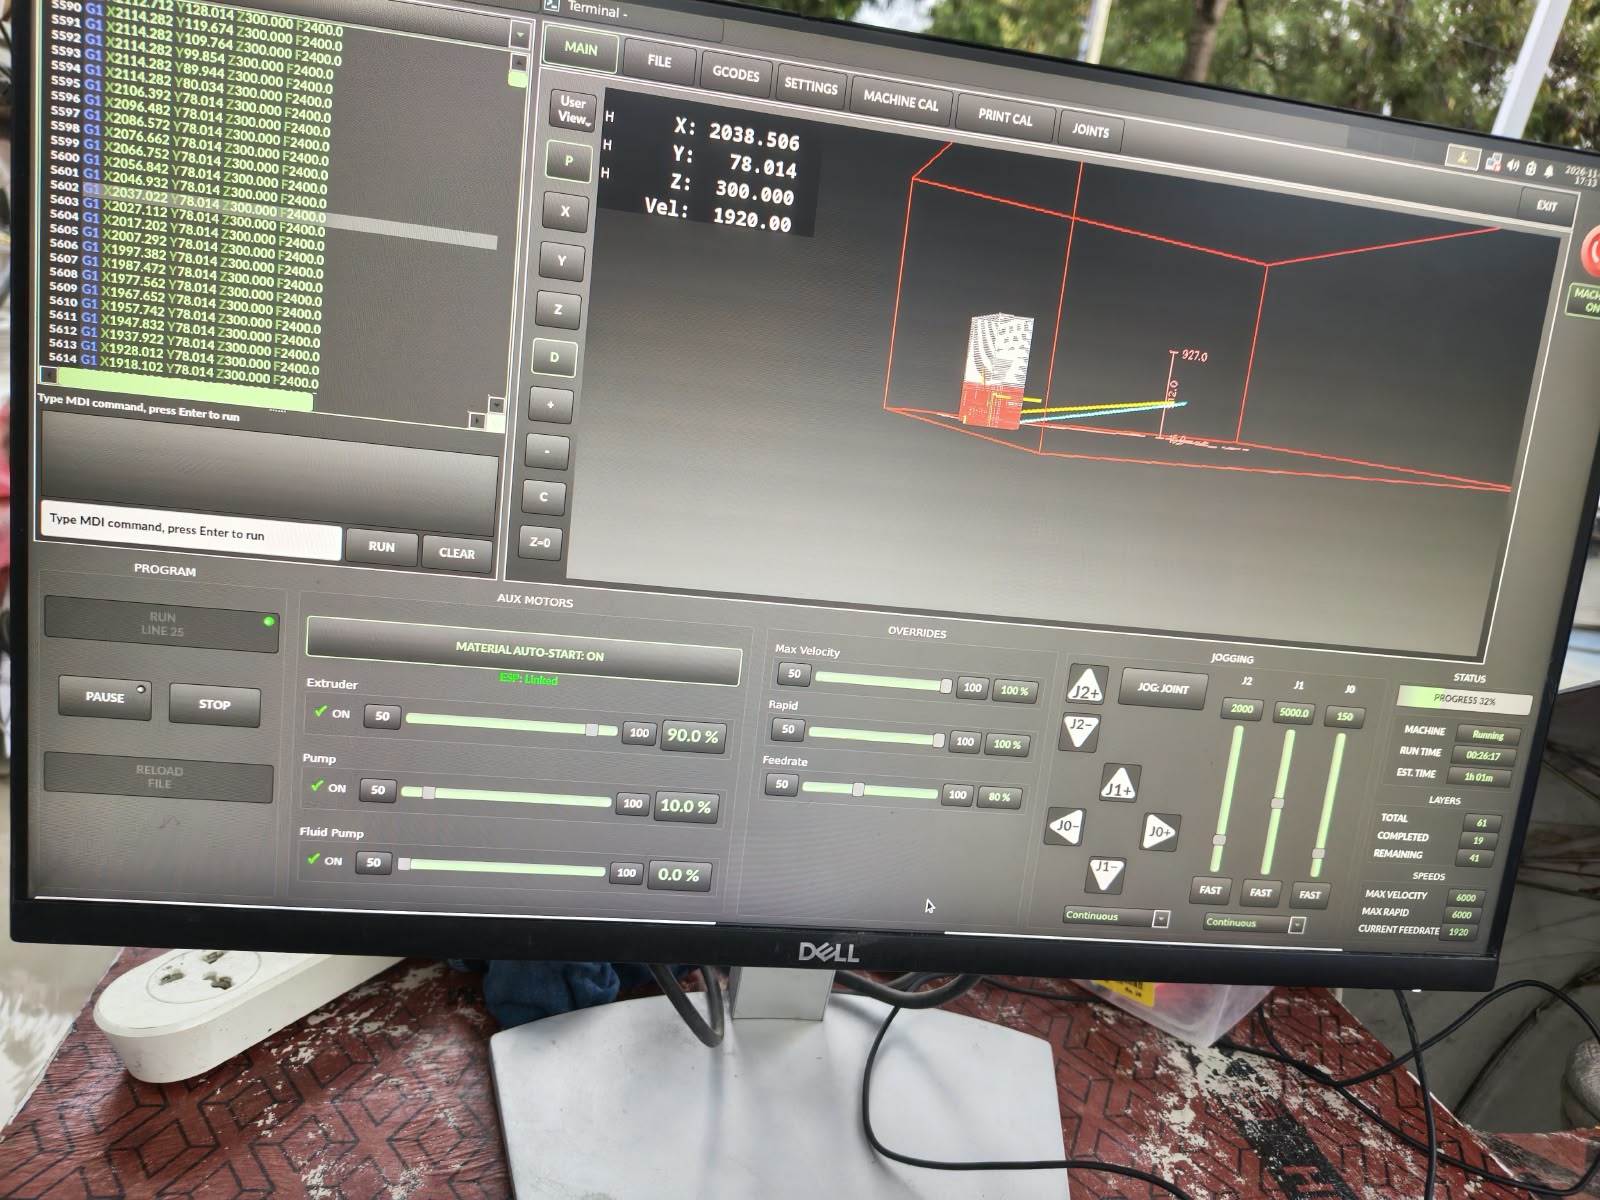 Terminal -
5590
Y128.014 Z300.000 F2400.0
5591 G1 X2114.282 Y119.674 Z300.000 F2400.0
5592 G1 X2114.282 Y109.764 Z300.000 F2400.0
5593 G1 X2114.282 Y99.854 Z300.000 F2400.0
5594 G1 X2114.282 Y89.944 Z300.000 F2400.0
5595 G1 X2114.282 Y80.034 Z300.000 F2400.0
5596 G1 X2106.392 Y78.014 Z300.000 F2400.0
5597 G1 X2096.482 Y78.014 Z300.000 F2400.0
5598 G1 X2086.572 Y78.014 Z300.000 F2400.0
5599 G1 X2076.662 Y78.014 Z300.000 F2400.0
5600 G1 X2066.752 Y78.014 Z300.000 F2400.0
5601 G1 X2056.842 Y78.014 Z300.000 F2400.0
5602 G1 X2046.932 Y78.014 Z300.000 F2400.0
5603 G1 X2037.022 Y78.014 Z300.000 F2400.0
5604 G1 X2027.112 Y78.014 Z300.000 F2400.0
5605 G1 X2017.202 Y78.014 Z300.000 F2400.0
5606 G1 X2007.292 Y78.014 Z300.000 F2400.0
5607 G1 X1997.382 Y78.014 Z300.000 F2400.0
5608 G1 X1987.472 Y78.014 Z300.000 F2400.0
5609 G1 X1977.562 Y78.014 Z300.000 F2400.0
5610 G1 X1967.652 Y78.014 Z300.000 F2400.0
5611 G1 X1957.742 Y78.014 Z300.000 F2400.0
5612 G1 X1947.832 Y78.014 Z300.000 F2400.0
5613 G1 X1937.922 Y78.014 Z300.000 F2400.0
5614 G1 X1928.012 Y78.014 Z300.000 F2400.0
G1 X1918.102 Y78.014 Z300.000 F2400.0
Type MDI command, press Enter to run
Type MDI command, press Enter to run
RUN
CLEAR
MAIN
FILE
GCODES
SETTINGS
MACHINE CAL
PRINT CAL
JOINTS
17:13
EXIT
ON
User
View
P
X
Y
Z
D
+
-
C
Z=0
H X: 2038.506
H Y: 78.014
H Z: 300.000
Vel: 1920.00
927.0
PROGRAM
RUN
LINE 25
PAUSE
STOP
RELOAD
FILE
AUX MOTORS
MATERIAL AUTO-START: ON
ESP: Linked
Extruder
ON 50 100 90.0 %
Pump
ON 50 100 10.0 %
Fluid Pump
ON 50 100 0.0 %
OVERRIDES
Max Velocity
50 100 100 %
Rapid
50 100 100 %
Feedrate
50 100 80 %
JOGGING
J2+
J2-
JOG: JOINT
J1+
J0-
J0+
J1-
Continuous
J2 J1 J0
2000 5000.0 150
FAST FAST FAST
Continuous
STATUS
PROGRESS 32%
MACHINE Running
RUN TIME 00:26:17
EST. TIME 1h 01m
LAYERS
TOTAL 61
COMPLETED 19
REMAINING 41
SPEEDS
MAX VELOCITY 6000
MAX RAPID 6000
CURRENT FEEDRATE 1920
DELL